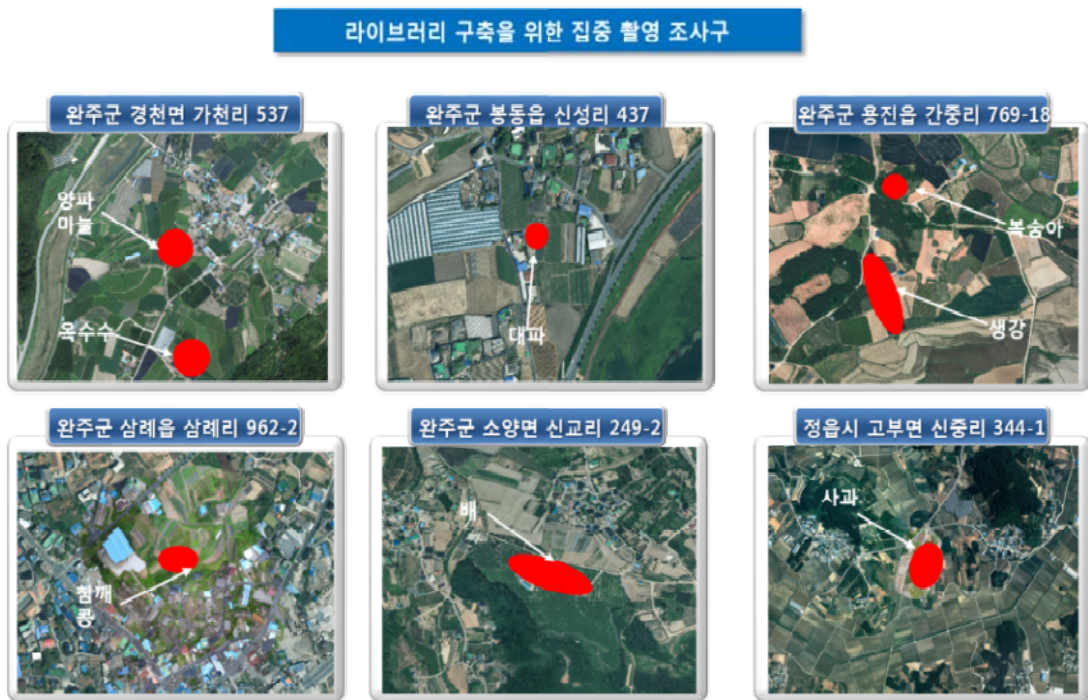 라이브러리 구축을 위한 집중 촬영 조사구
완주군 경천면 가천리 537
양파
미늘
옥수수
완주군 봉동읍 신성리 437
대파
완주군 용진읍 간중리 769-18
복숭아
생강
완주군 삼례읍 삼례리 962-2
참깨
콩
완주군 소양면 신교리 249-2
배
정읍시 고부면 신중리 344-1
사과